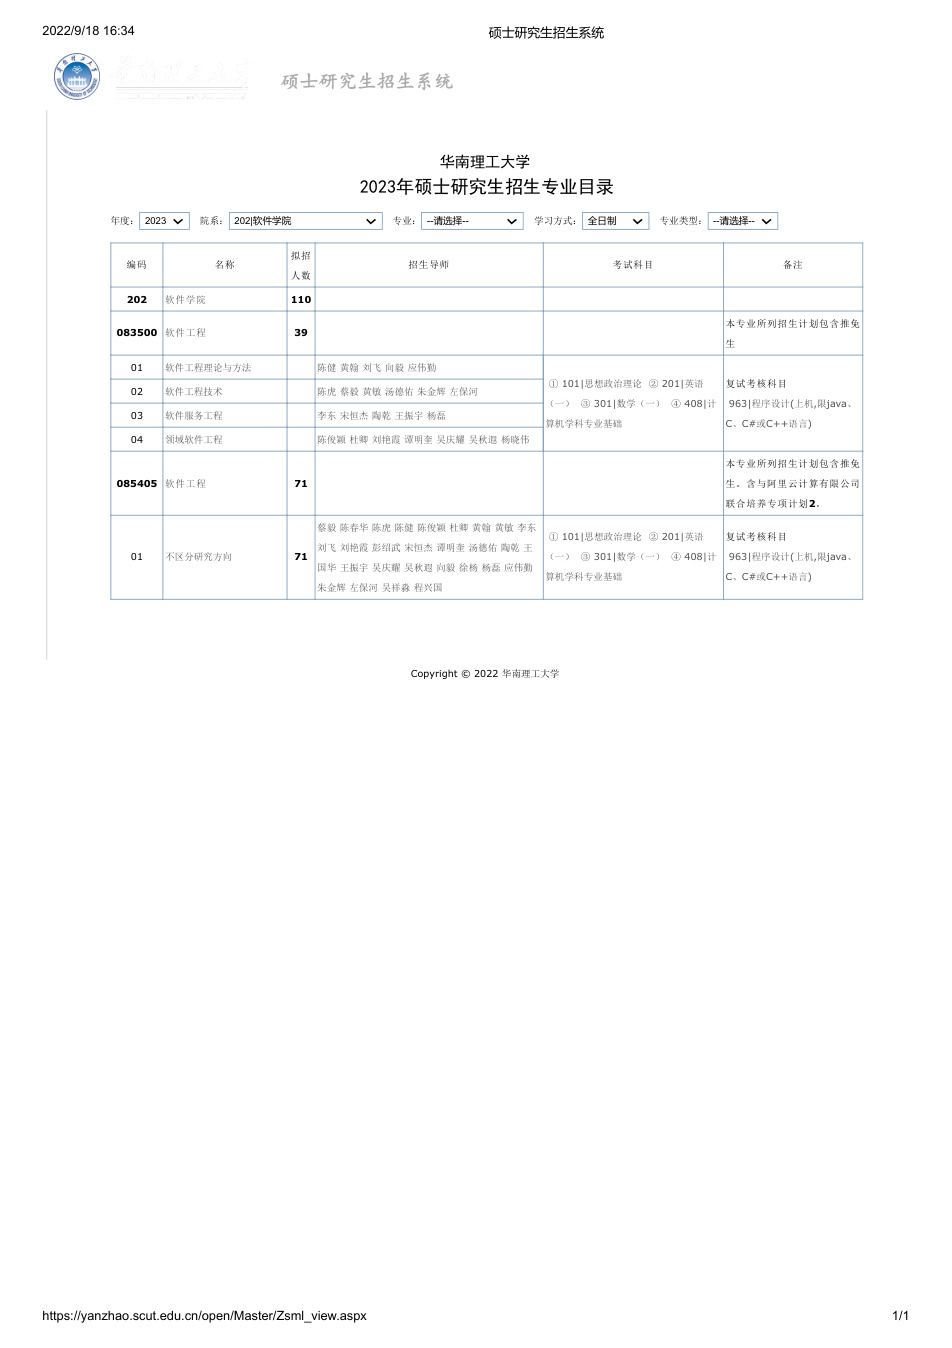 2022/9/18 16:34 硕士研究生招生系统
硕士研究生招生系统
华南理工大学
2023年硕士研究生招生专业目录
年度: 2023 院系: 202|软件学院 专业: --请选择-- 学习方式: 全日制 专业类型: --请选择--
编码 名称 拟招人数 招生导师 考试科目 备注
202 软件学院 110
083500 软件工程 39 本专业所列招生计划包含推免生
01 软件工程理论与方法 陈健 黄翰 刘飞 向毅 应伟勤
02 软件工程技术 陈虎 蔡毅 黄敏 汤德佑 朱金辉 左保河
03 软件服务工程 李东 宋恒杰 陶乾 王振宇 杨磊
04 领域软件工程 陈俊颖 杜卿 刘艳霞 谭明奎 吴庆耀 吴秋遐 杨晓伟
① 101|思想政治理论 ② 201|英语
（一） ③ 301|数学（一） ④ 408|计
算机学科专业基础
复试考核科目
963|程序设计(上机,限java、
C、C#或C++语言)
085405 软件工程 71 本专业所列招生计划包含推免
生。含与阿里云计算有限公司
联合培养专项计划2。
01 不区分研究方向 71
蔡毅 陈春华 陈虎 陈健 陈俊颖 杜卿 黄翰 黄敏 李东
刘飞 刘艳霞 彭绍武 宋恒杰 谭明奎 汤德佑 陶乾 王
国华 王振宇 吴庆耀 吴秋遐 向毅 徐杨 杨磊 应伟勤
朱金辉 左保河 吴祥淼 程兴国
① 101|思想政治理论 ② 201|英语
（一） ③ 301|数学（一） ④ 408|计
算机学科专业基础
复试考核科目
963|程序设计(上机,限java、
C、C#或C++语言)
Copyright © 2022 华南理工大学
https://yanzhao.scut.edu.cn/open/Master/Zsml_view.aspx 1/1